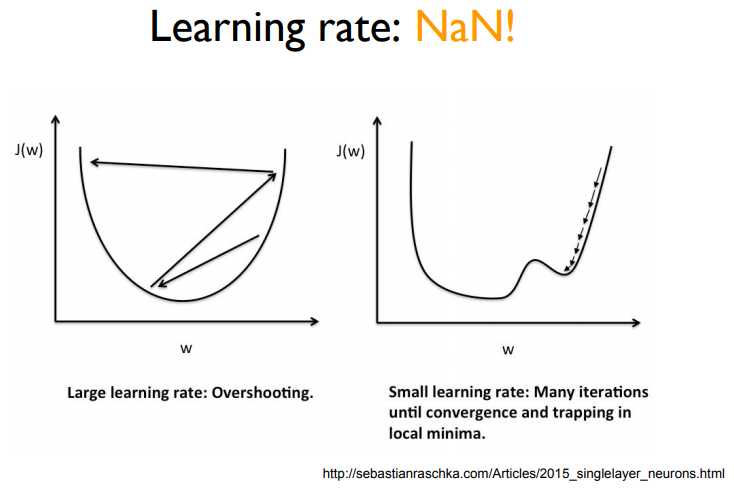 Learning rate: NaN!
J(w)
w
Large learning rate: Overshooting.
J(w)
w
Small learning rate: Many iterations
until convergence and trapping in
local minima.
http://sebastianraschka.com/Articles/2015_singlelayer_neurons.html